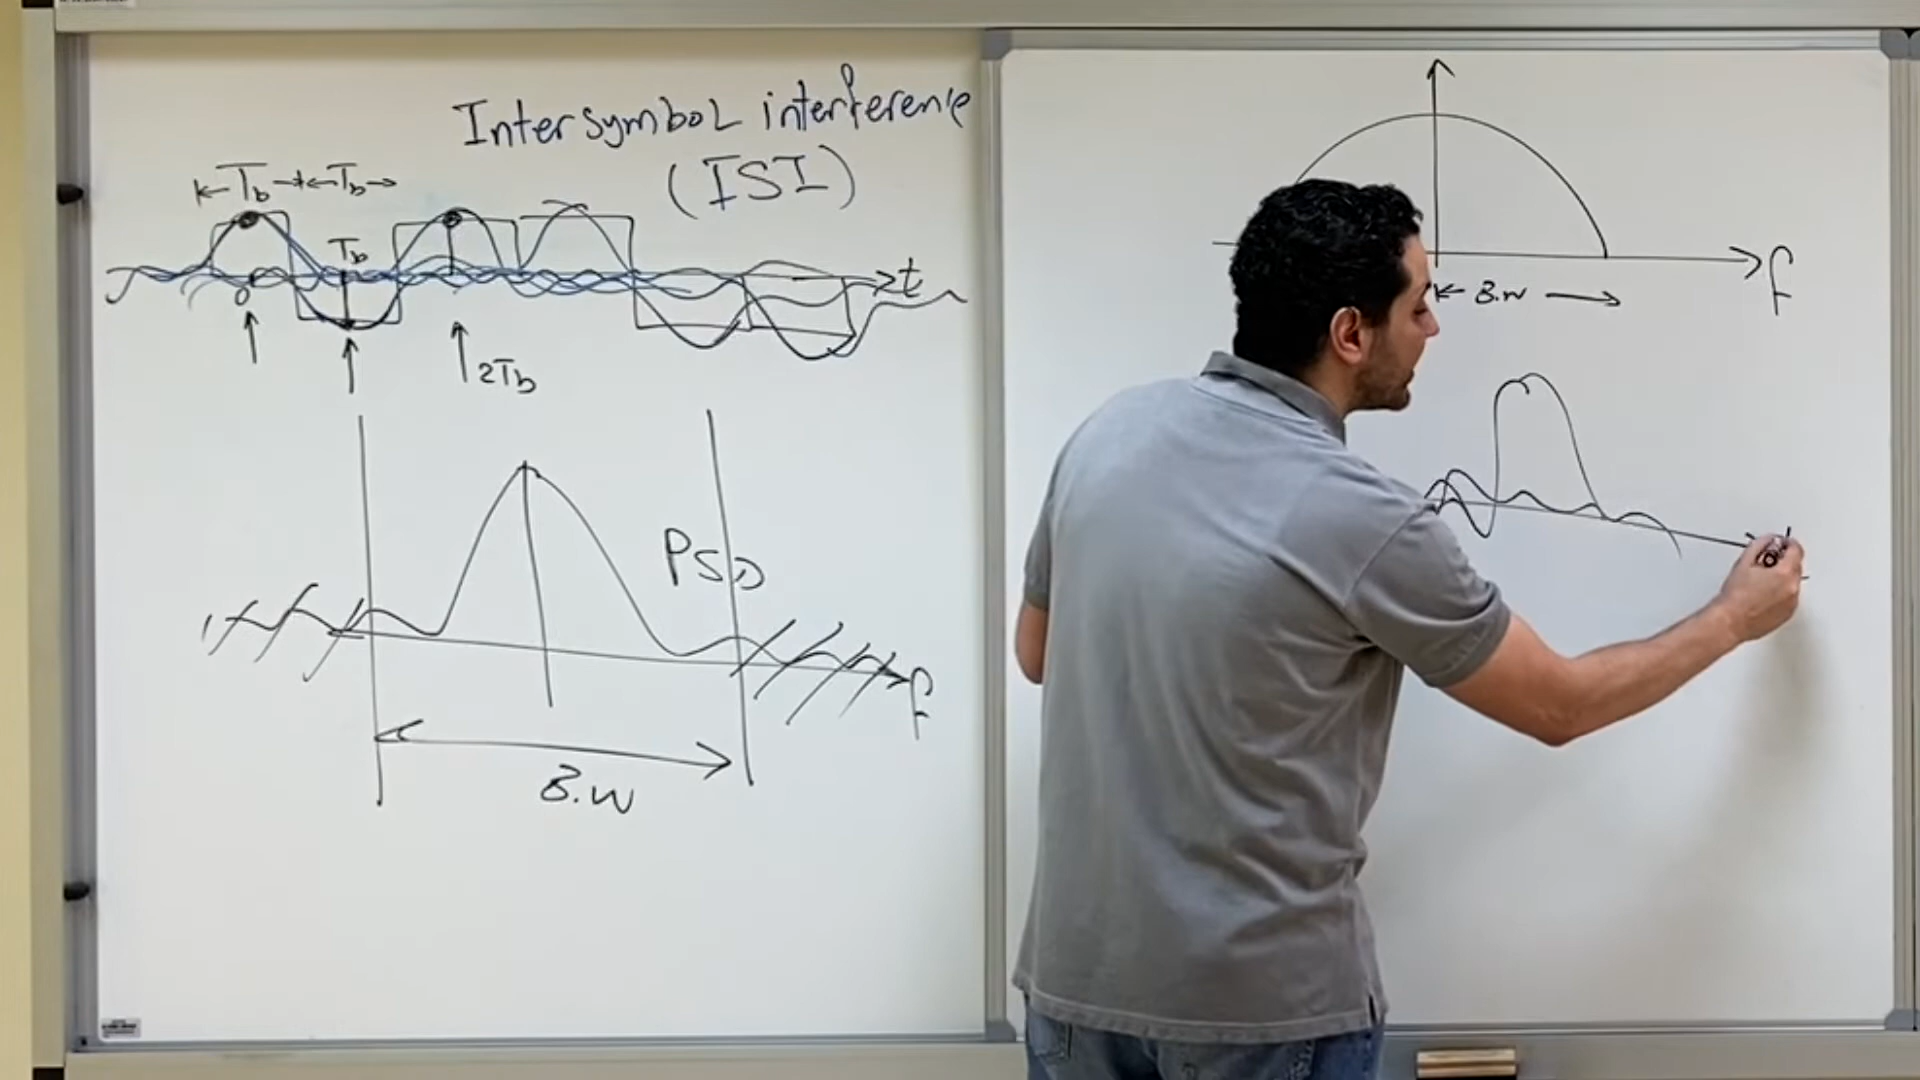 Intersymbol interference
(ISI)
Tb Tb
Tb
t
0
2Tb
PSD
f
B.W
f
B.W